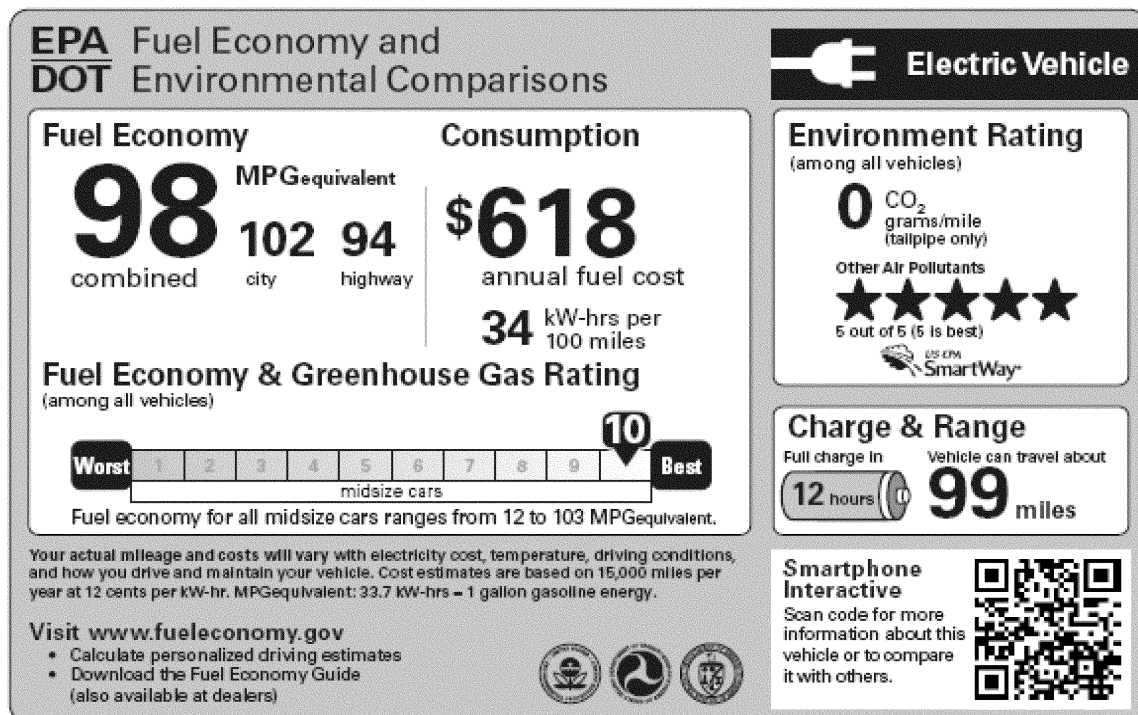 EPA Fuel Economy and
DOT Environmental Comparisons
Electric Vehicle
Fuel Economy
98
combined
MPGequivalent
102 94
city highway
Consumption
$618
annual fuel cost
34 kW-hrs per
100 miles
Fuel Economy & Greenhouse Gas Rating
(among all vehicles)
10
Worst 1 2 3 4 5 6 7 8 9 Best
midsize cars
Fuel economy for all midsize cars ranges from 12 to 103 MPGequivalent.
Environment Rating
(among all vehicles)
0 CO2
grams/mile
(tailpipe only)
Other Air Pollutants
5 out of 5 (5 is best)
US EPA
SmartWay
Charge & Range
Full charge in
12 hours
Vehicle can travel about
99 miles
Your actual mileage and costs will vary with electricity cost, temperature, driving conditions,
and how you drive and maintain your vehicle. Cost estimates are based on 15,000 miles per
year at 12 cents per kW-hr. MPGequivalent: 33.7 kW-hrs = 1 gallon gasoline energy.
Visit www.fueleconomy.gov
• Calculate personalized driving estimates
• Download the Fuel Economy Guide
(also available at dealers)
Smartphone
Interactive
Scan code for more
information about this
vehicle or to compare
it with others.